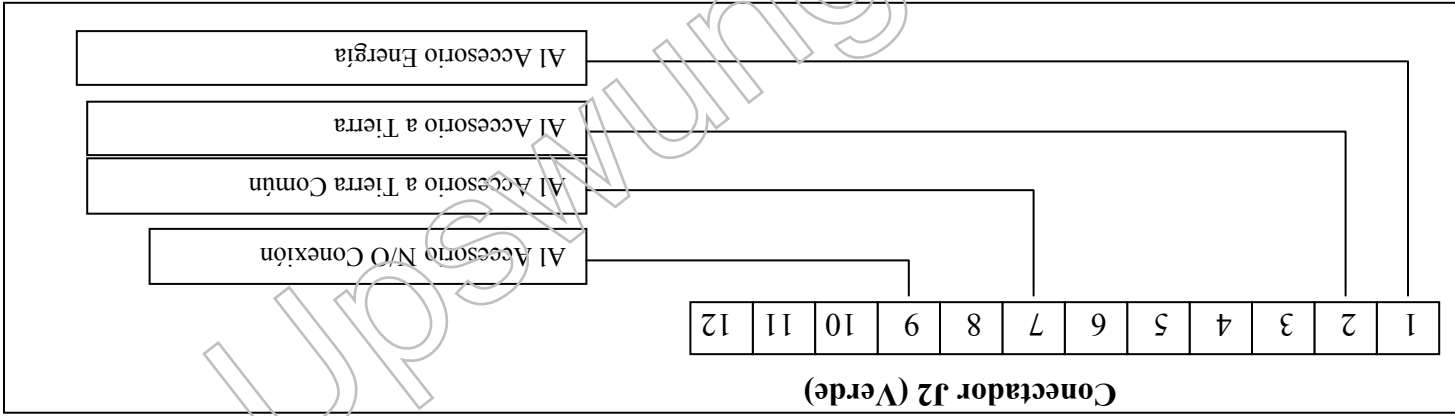 Conectador J2 (Verde)
1 2 3 4 5 6 7 8 9 10 11 12
Al Accesorio N/O Conexión
Al Accesorio a Tierra Común
Al Accesorio a Tierra
Al Accesorio Energía
Upswung